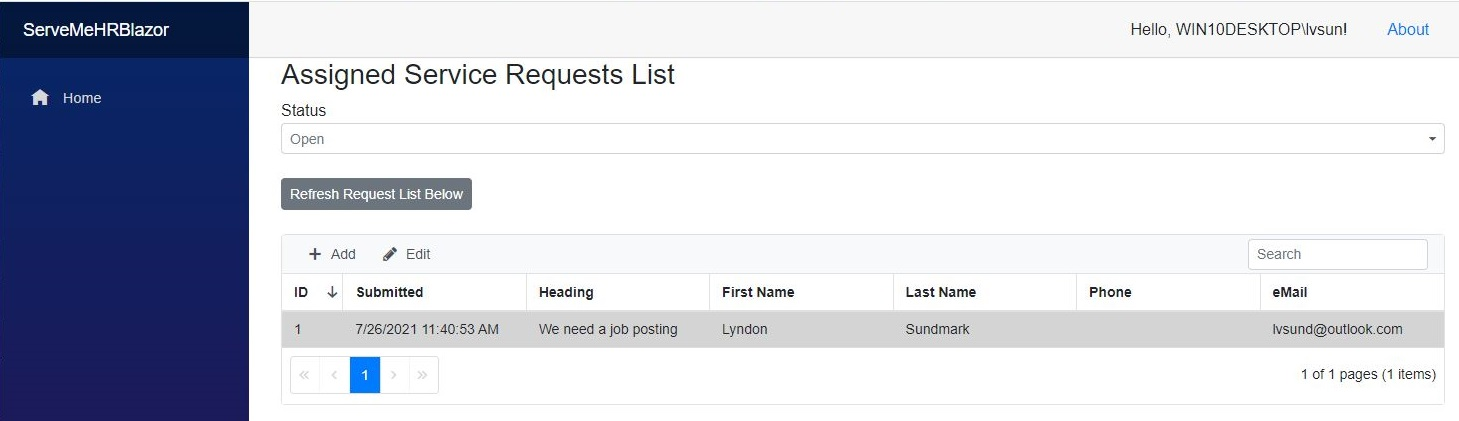 ServeMeHRBlazor
Hello, WIN10DESKTOP\lvsun! About
Home
Assigned Service Requests List
Status
Open
Refresh Request List Below
Add Edit Search
ID Submitted Heading First Name Last Name Phone eMail
1 7/26/2021 11:40:53 AM We need a job posting Lyndon Sundmark lvsund@outlook.com
1 1 of 1 pages (1 items)